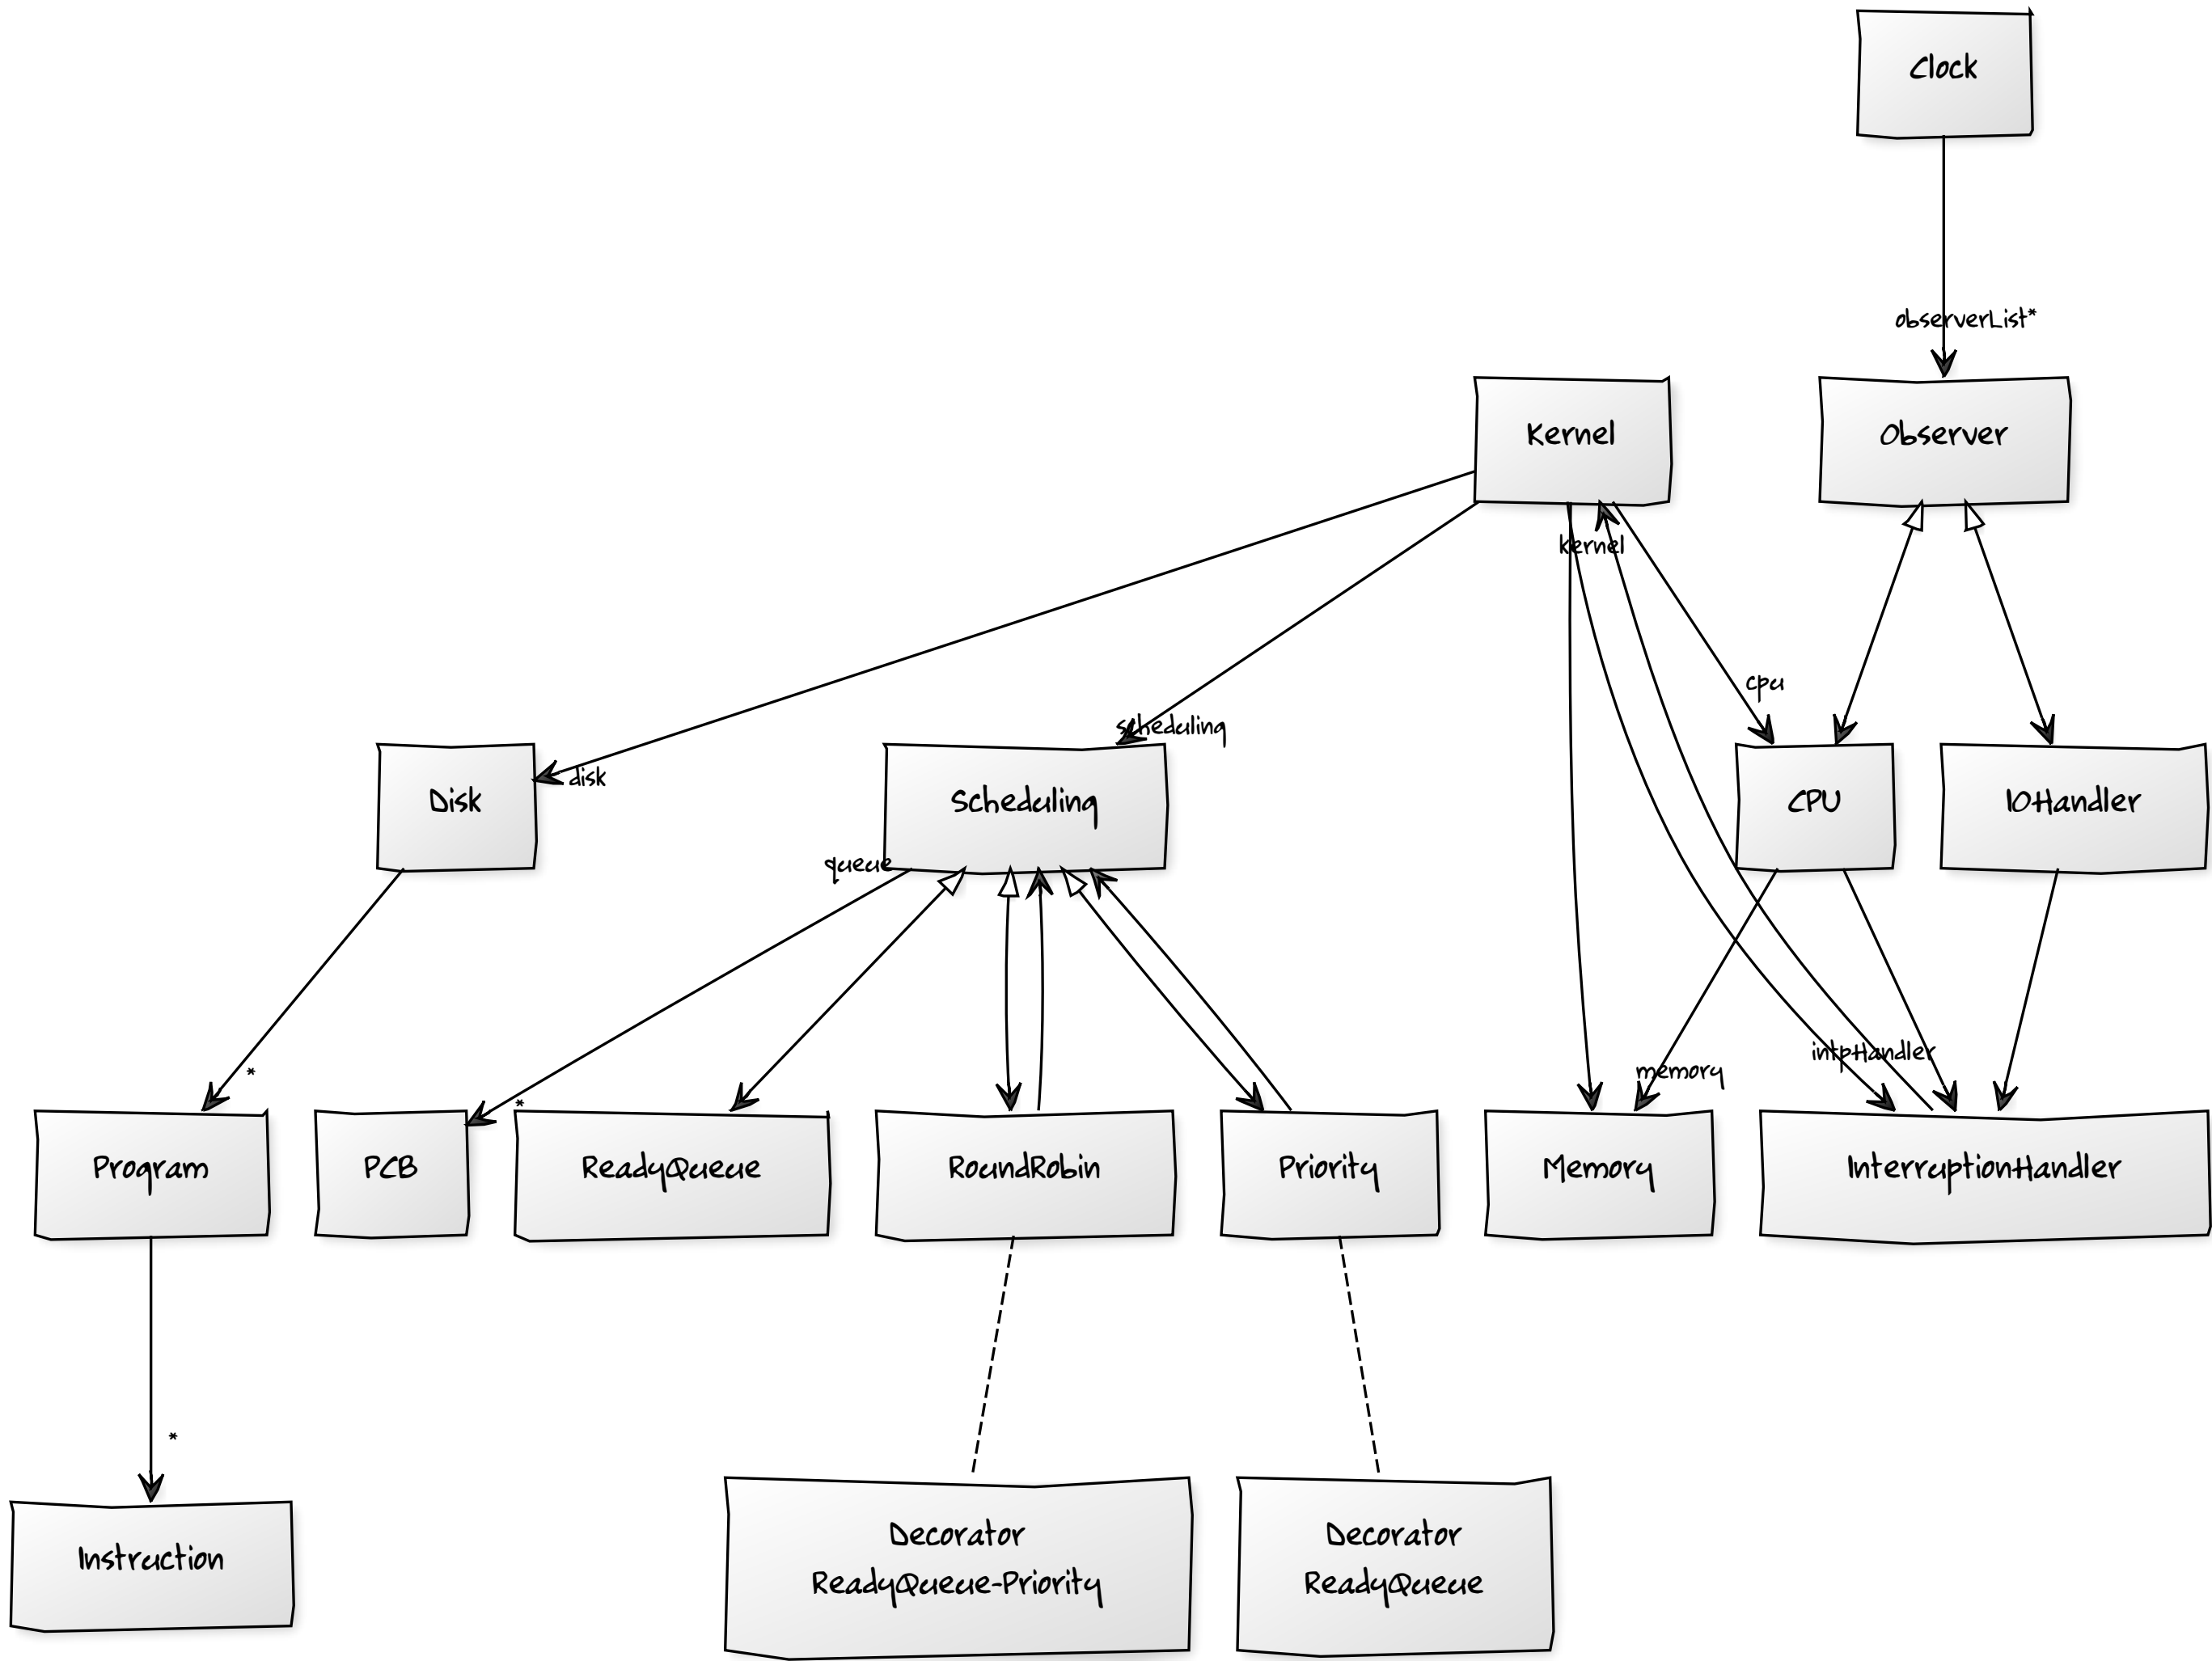 Clock
observerList*
Kernel
Observer
kernel
cpu
scheduling
disk
Disk
Scheduling
CPU
IOHandler
queue
intpHandler
memory
*
*
Program
PCB
ReadyQueue
RoundRobin
Priority
Memory
InterruptionHandler
*
Instruction
Decorator
ReadyQueue-Priority
Decorator
ReadyQueue